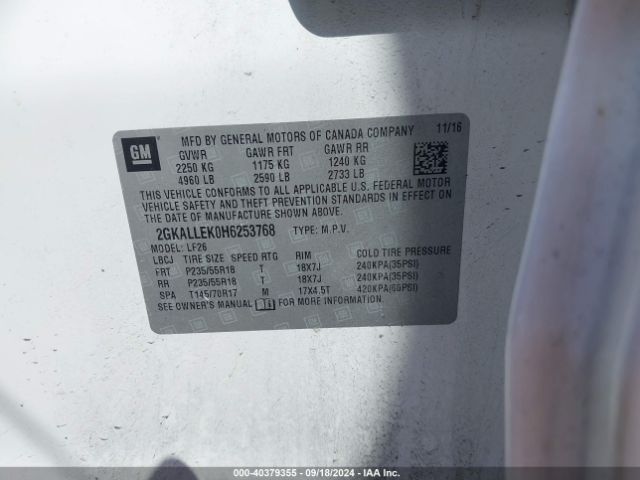 MFD BY GENERAL MOTORS OF CANADA COMPANY 11/16
GM
GVWR GAWR FRT GAWR RR
2250 KG 1175 KG 1240 KG
4960 LB 2590 LB 2733 LB
THIS VEHICLE CONFORMS TO ALL APPLICABLE U.S. FEDERAL MOTOR
VEHICLE SAFETY AND THEFT PREVENTION STANDARDS IN EFFECT ON
THE DATE OF MANUFACTURE SHOWN ABOVE.
2GKALLEK0H6253768 TYPE: M.P.V.
MODEL: LF26
LBCJ TIRE SIZE SPEED RTG RIM COLD TIRE PRESSURE
FRT P235/55R18 T 18X7J 240KPA(35PSI)
RR P235/55R18 T 18X7J 240KPA(35PSI)
SPA T145/70R17 M 17X4.5T 420KPA(60PSI)
SEE OWNER'S MANUAL FOR MORE INFORMATION.
000-40379355 - 09/18/2024 - IAA Inc.